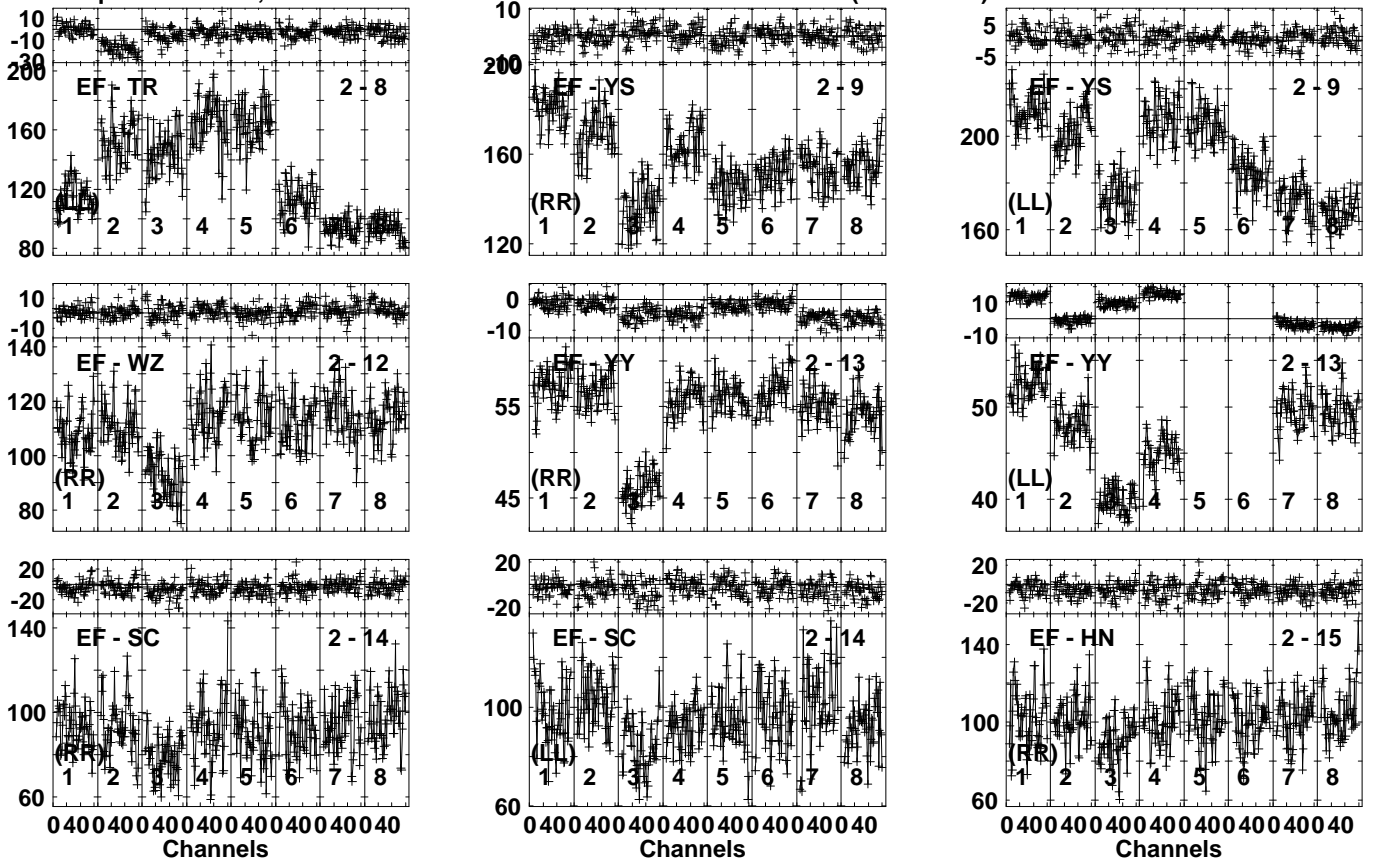 10 10 5
-10 -10 -5
-30
200 EF - TR 2 - 8 200 EF - YS 2 - 9 EF - YS 2 - 9
160 160 200
120
(LL) (RR) (LL)
1 2 3 4 5 6 7 8 1 2 3 4 5 6 7 8 1 2 3 4 5 6 7 8
80 120 160
10 0 10
-10 -10 -10
140 EF - WZ 2 - 12 EF - YY 2 - 13 EF - YY 2 - 13
120 55 50
100
(RR) (RR) (LL)
1 2 3 4 5 6 7 8 1 2 3 4 5 6 7 8 1 2 3 4 5 6 7 8
80 45 40
20 20 20
-20 -20 -20
140 EF - SC 2 - 14 EF - SC 2 - 14 140 EF - HN 2 - 15
100 100 100
(RR) (LL) (RR)
1 2 3 4 5 6 7 8 1 2 3 4 5 6 7 8 1 2 3 4 5 6 7 8
60 60 60
0 40 0 40 0 40 0 40 0 40 0 40 0 40 0 40 0 40 0 40 0 40 0 40 0 40 0 40 0 40 0 40 0 40 0 40 0 40 0 40 0 40 0 40 0 40 0 40
Channels Channels Channels